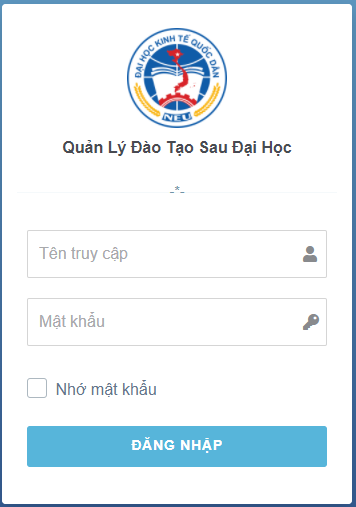 ĐẠI HỌC KINH TẾ QUỐC DÂN
NEU
Quản Lý Đào Tạo Sau Đại Học
_*_
Tên truy cập
Mật khẩu
Nhớ mật khẩu
ĐĂNG NHẬP